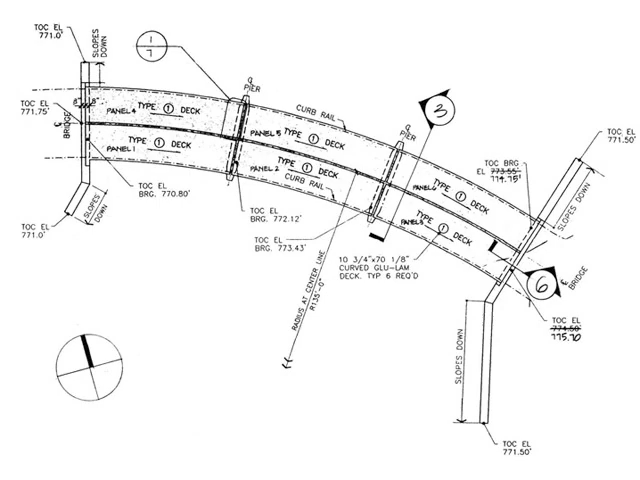 TOC EL
771.0'
SLOPES
DOWN
1
7
℄
PIER
TOC EL
771.75'
8" 8"
℄
BRIDGE
PANEL 4
TYPE 1 DECK
PANEL 1
TYPE 1 DECK
PANEL 5
TYPE 1 DECK
PANEL 2
TYPE 1 DECK
CURB RAIL
CURB RAIL
℄
PIER
3
TOC EL
771.50'
TOC BRG.
EL 773.55'
774.75'
PANEL 6
TYPE 1 DECK
PANEL 3
TYPE 1 DECK
SLOPES DOWN
TOC EL
BRG. 770.80'
SLOPES
DOWN
TOC EL
771.0'
TOC EL
BRG. 772.12'
TOC EL
BRG. 773.43'
10 3/4"x70 1/8"
CURVED GLU-LAM
DECK. TYP 6 REQ'D
RADIUS AT CENTER LINE
R135'-0"
6
℄
BRIDGE
TOC EL
774.50'
775.70
SLOPES DOWN
TOC EL
771.50'